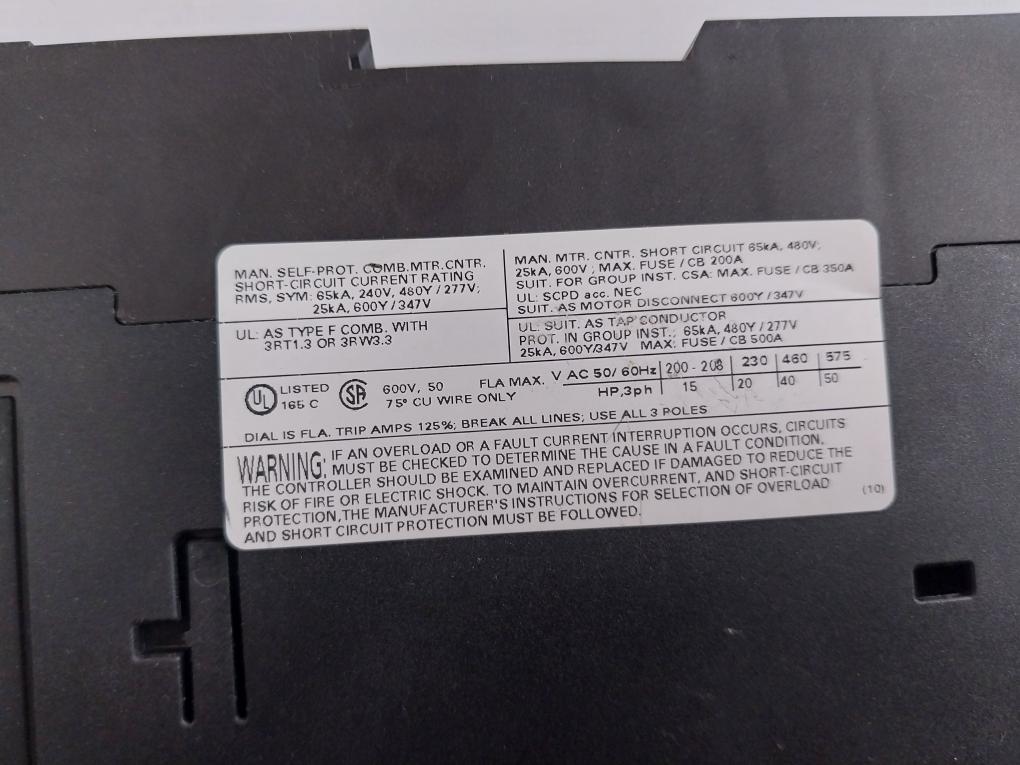 MAN. SELF-PROT. COMB.MTR.CNTR.
SHORT-CIRCUIT CURRENT RATING
RMS, SYM: 65kA, 240V, 480Y/277V;
25kA, 600Y/347V
UL: AS TYPE F COMB. WITH
3RT1.3 OR 3RW3.3
MAN. MTR. CNTR. SHORT CIRCUIT 65kA, 480V;
25kA, 600V; MAX. FUSE/CB 200A
SUIT. FOR GROUP INST. CSA: MAX. FUSE/CB 350A
UL: SCPD acc. NEC
SUIT. AS MOTOR DISCONNECT 600Y/347V
UL: SUIT. AS TAP CONDUCTOR
PROT. IN GROUP INST.; 65kA, 480Y/277V
25kA, 600Y/347V MAX: FUSE/CB 500A
UL LISTED
165 C
SA
600V, 50
75° CU WIRE ONLY
FLA MAX. V AC 50/60Hz 200-208 230 460 575
HP,3ph 15 20 40 50
DIAL IS FLA. TRIP AMPS 125%; BREAK ALL LINES; USE ALL 3 POLES
WARNING: IF AN OVERLOAD OR A FAULT CURRENT INTERRUPTION OCCURS, CIRCUITS
MUST BE CHECKED TO DETERMINE THE CAUSE IN A FAULT CONDITION,
THE CONTROLLER SHOULD BE EXAMINED AND REPLACED IF DAMAGED TO REDUCE THE
RISK OF FIRE OR ELECTRIC SHOCK. TO MAINTAIN OVERCURRENT, AND SHORT-CIRCUIT
PROTECTION,THE MANUFACTURER'S INSTRUCTIONS FOR SELECTION OF OVERLOAD
AND SHORT CIRCUIT PROTECTION MUST BE FOLLOWED.
(10)